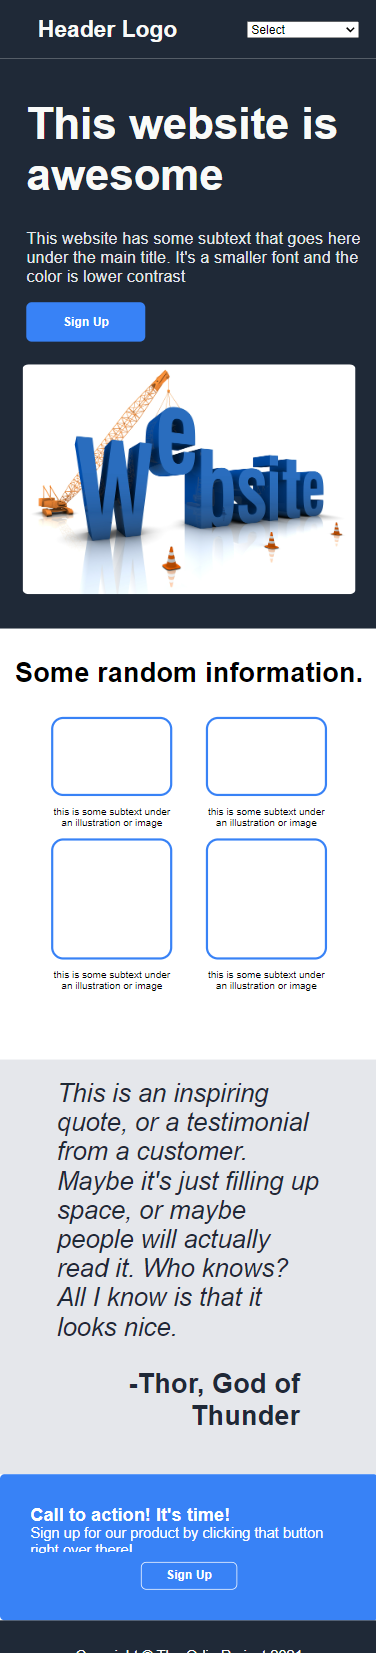 Header Logo
Select
This website is
awesome
This website has some subtext that goes here
under the main title. It's a smaller font and the
color is lower contrast
Sign Up
Website
Some random information.
this is some subtext under
an illustration or image
this is some subtext under
an illustration or image
this is some subtext under
an illustration or image
this is some subtext under
an illustration or image
This is an inspiring
quote, or a testimonial
from a customer.
Maybe it's just filling up
space, or maybe
people will actually
read it. Who knows?
All I know is that it
looks nice.
-Thor, God of
Thunder
Call to action! It's time!
Sign up for our product by clicking that button
right over there!
Sign Up
Copyright © The Odin Project 2021